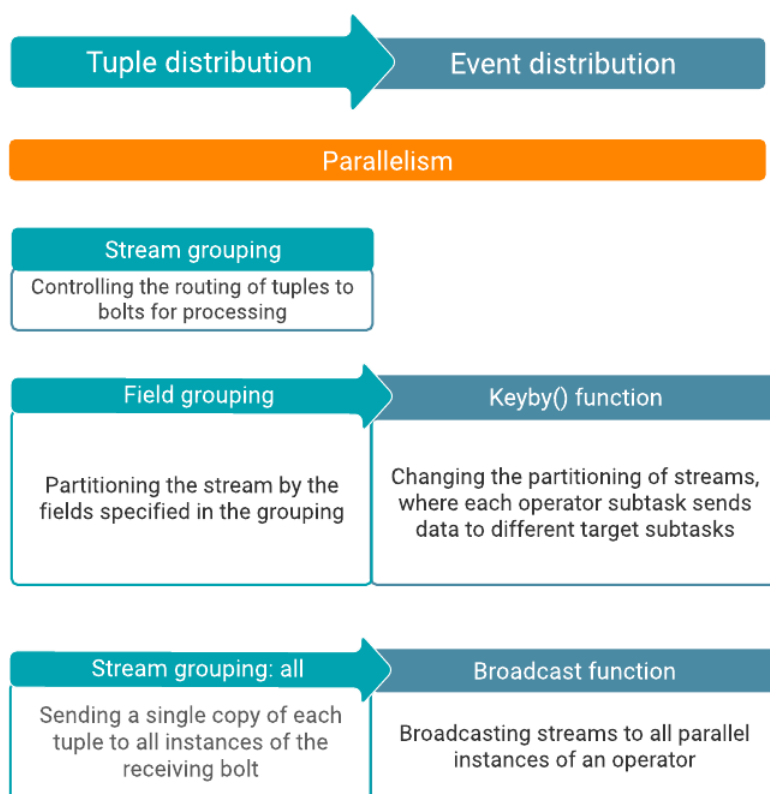 Tuple distribution
Event distribution
Parallelism
Stream grouping
Controlling the routing of tuples to
bolts for processing
Field grouping
Keyby() function
Partitioning the stream by the
fields specified in the grouping
Changing the partitioning of streams,
where each operator subtask sends
data to different target subtasks
Stream grouping: all
Broadcast function
Sending a single copy of each
tuple to all instances of the
receiving bolt
Broadcasting streams to all parallel
instances of an operator